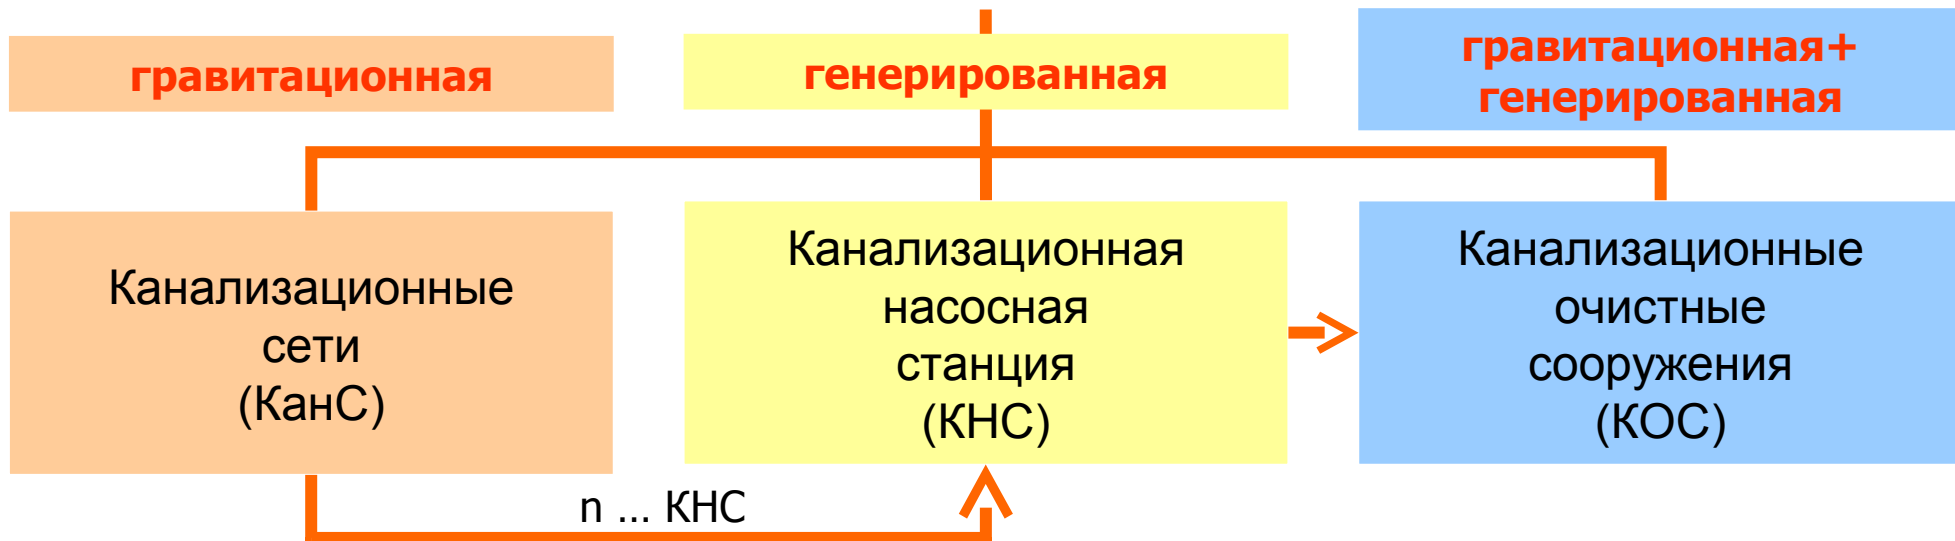 гравитационная
генерированная
гравитационная+
генерированная
Канализационные
сети
(КанС)
Канализационная
насосная
станция
(КНС)
Канализационные
очистные
сооружения
(КОС)
n ... КНС